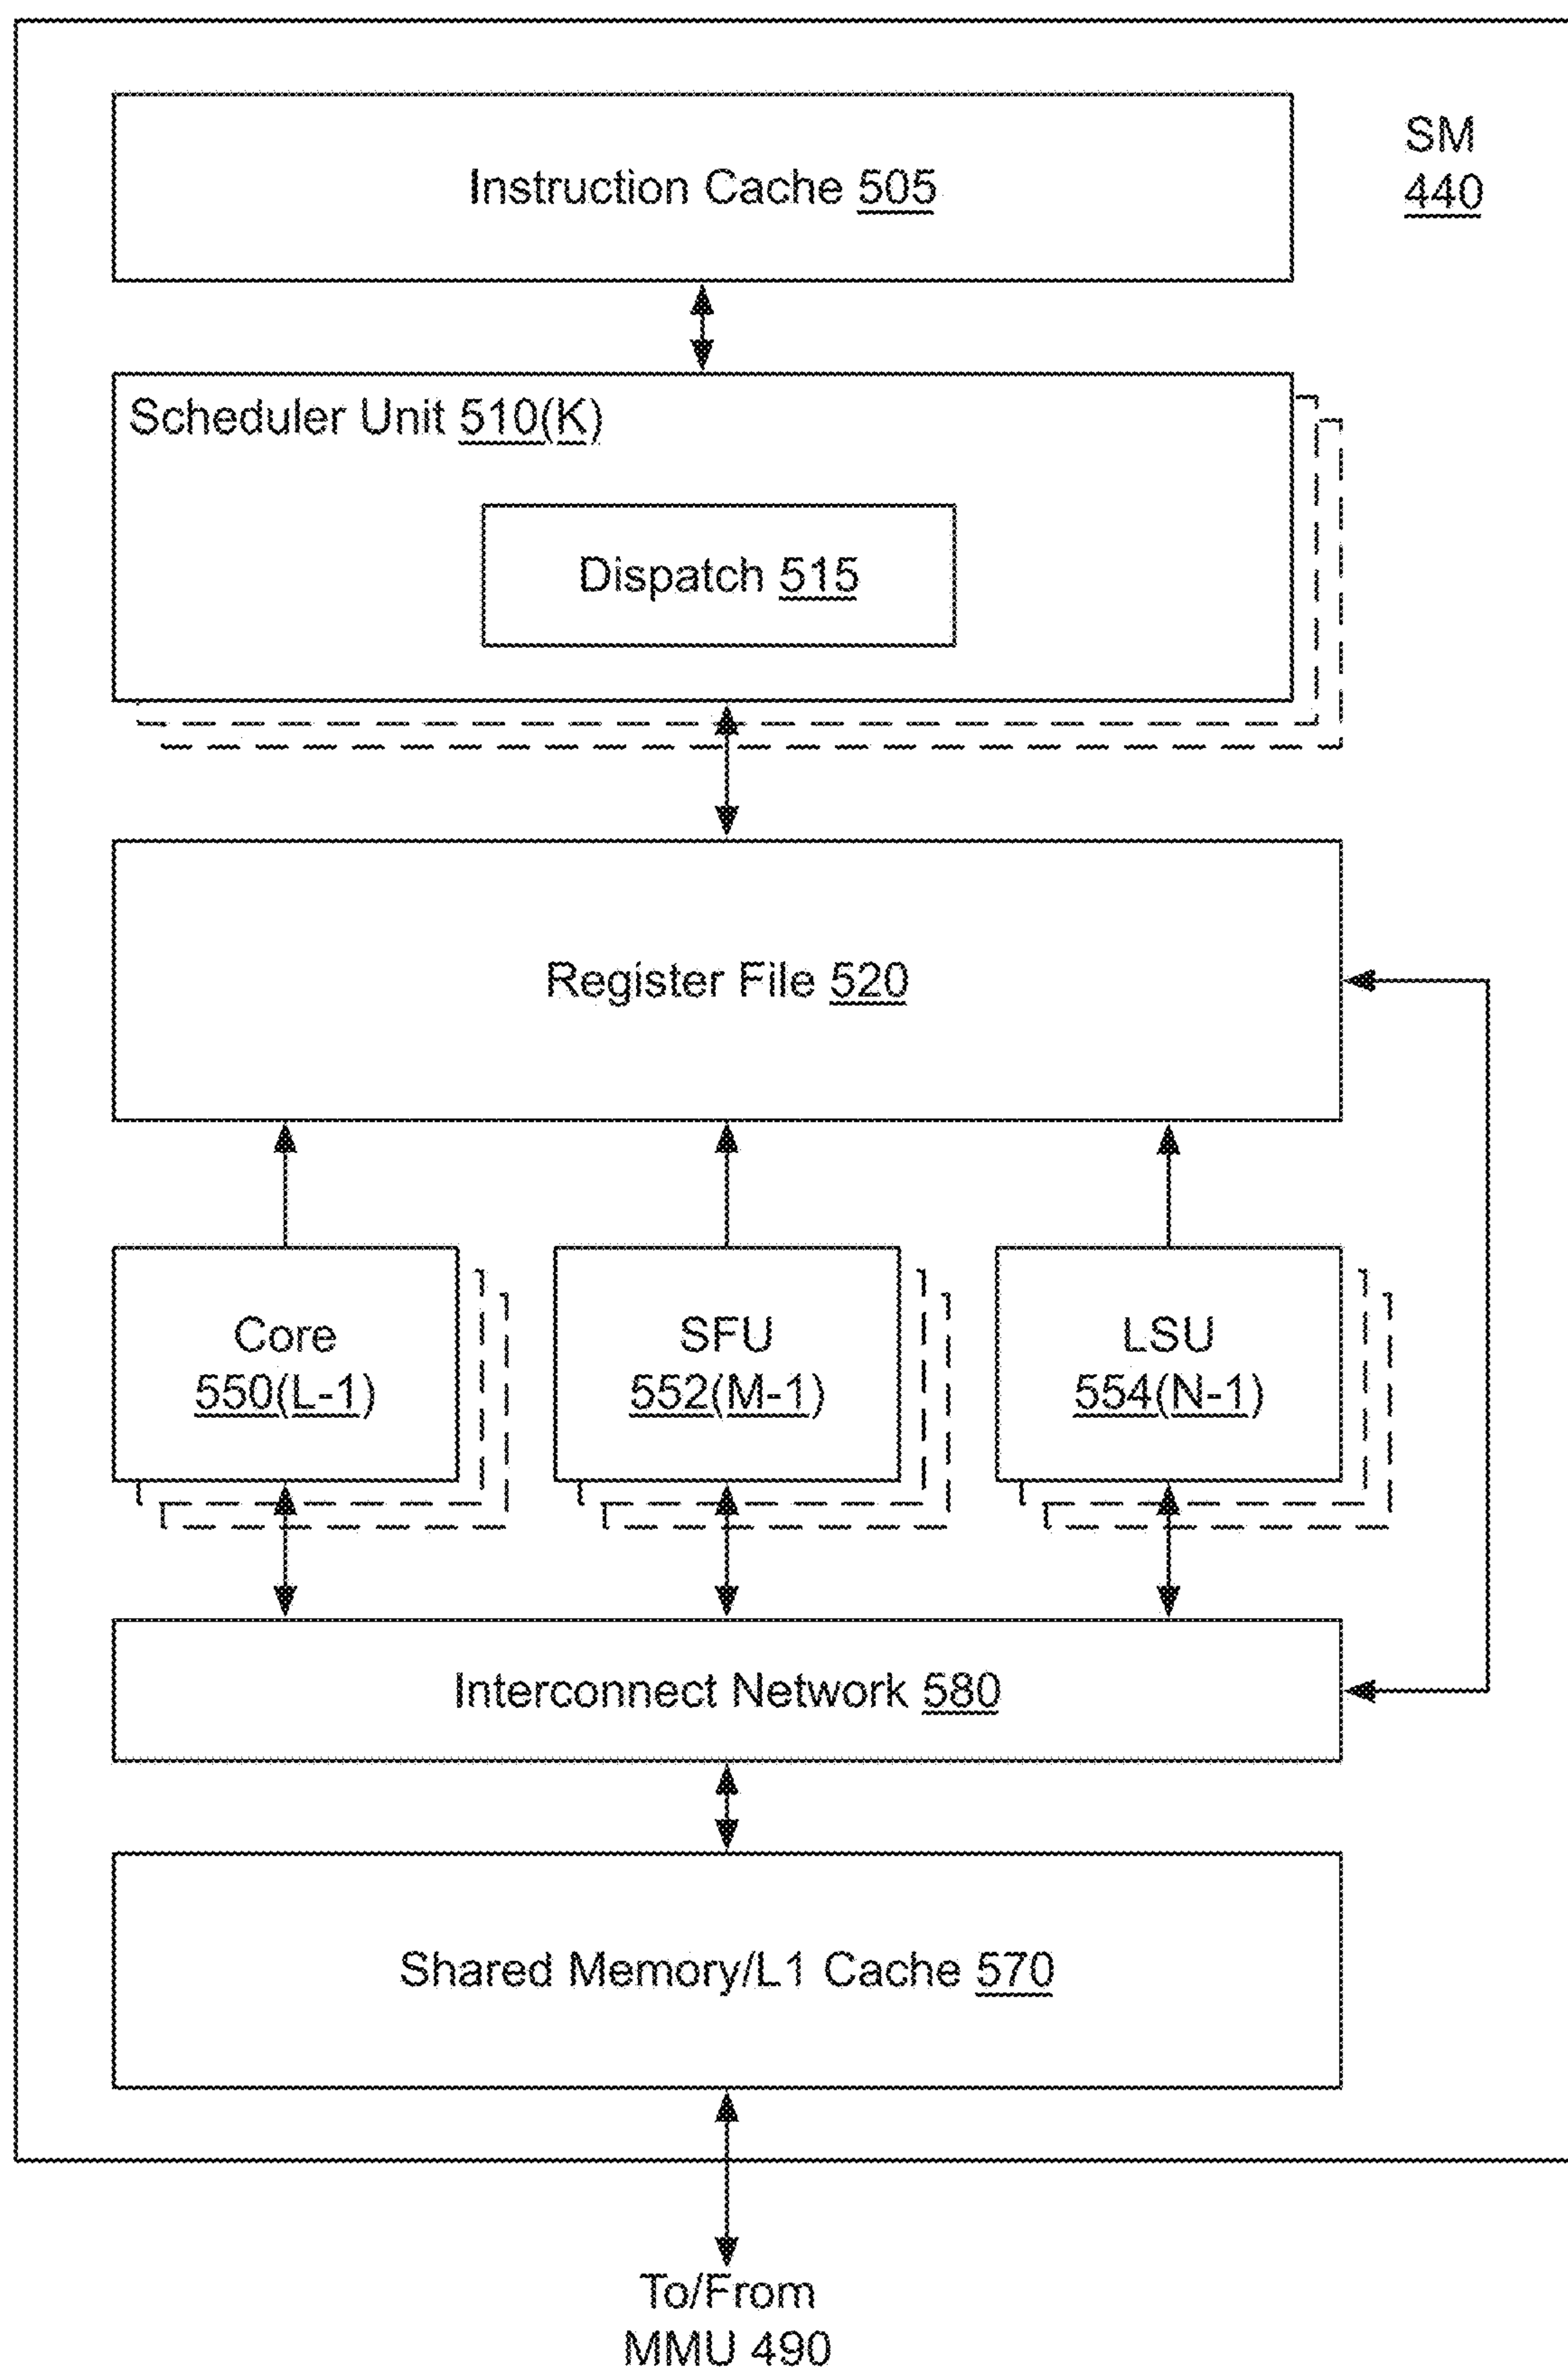 SM
440
Instruction Cache 505
Scheduler Unit 510(K)
Dispatch 515
Register File 520
Core
550(L-1)
SFU
552(M-1)
LSU
554(N-1)
Interconnect Network 580
Shared Memory/L1 Cache 570
To/From
MMU 490